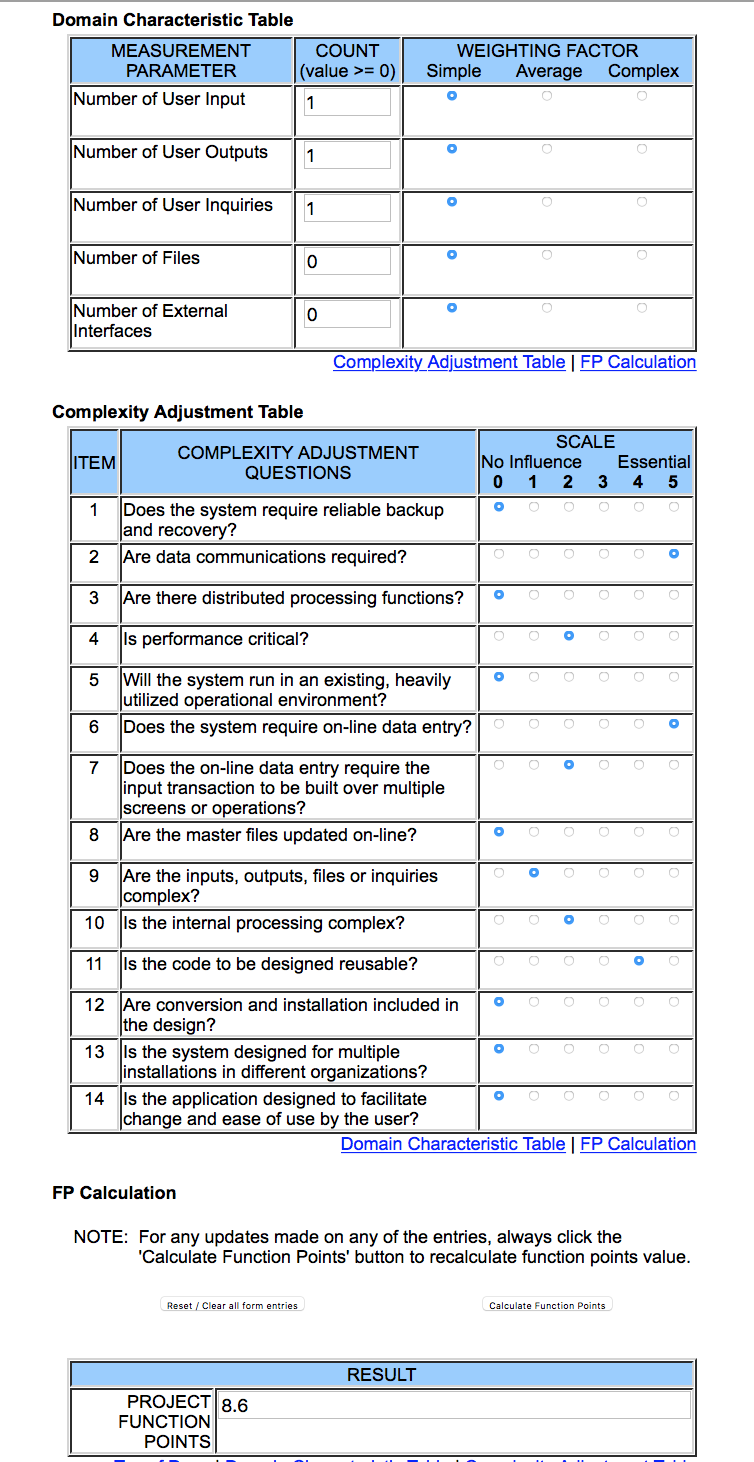 Domain Characteristic Table
MEASUREMENT PARAMETER COUNT (value >= 0) WEIGHTING FACTOR
Simple Average Complex
Number of User Input 1
Number of User Outputs 1
Number of User Inquiries 1
Number of Files 0
Number of External Interfaces 0
Complexity Adjustment Table | FP Calculation
Complexity Adjustment Table
ITEM COMPLEXITY ADJUSTMENT QUESTIONS SCALE
No Influence Essential
0 1 2 3 4 5
1 Does the system require reliable backup
and recovery?
2 Are data communications required?
3 Are there distributed processing functions?
4 Is performance critical?
5 Will the system run in an existing, heavily
utilized operational environment?
6 Does the system require on-line data entry?
7 Does the on-line data entry require the
input transaction to be built over multiple
screens or operations?
8 Are the master files updated on-line?
9 Are the inputs, outputs, files or inquiries
complex?
10 Is the internal processing complex?
11 Is the code to be designed reusable?
12 Are conversion and installation included in
the design?
13 Is the system designed for multiple
installations in different organizations?
14 Is the application designed to facilitate
change and ease of use by the user?
Domain Characteristic Table | FP Calculation
FP Calculation
NOTE: For any updates made on any of the entries, always click the
'Calculate Function Points' button to recalculate function points value.
Reset / Clear all form entries Calculate Function Points
RESULT
PROJECT FUNCTION POINTS 8.6